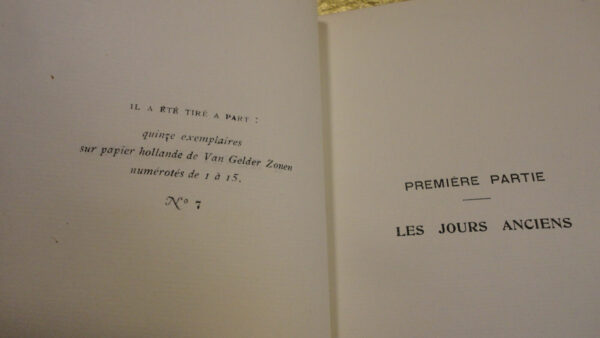 IL A ÉTÉ TIRÉ A PART :
quinze exemplaires
sur papier hollande de Van Gelder Zonen
numérotés de 1 à 15.
Nº 7
PREMIÈRE PARTIE
LES JOURS ANCIENS